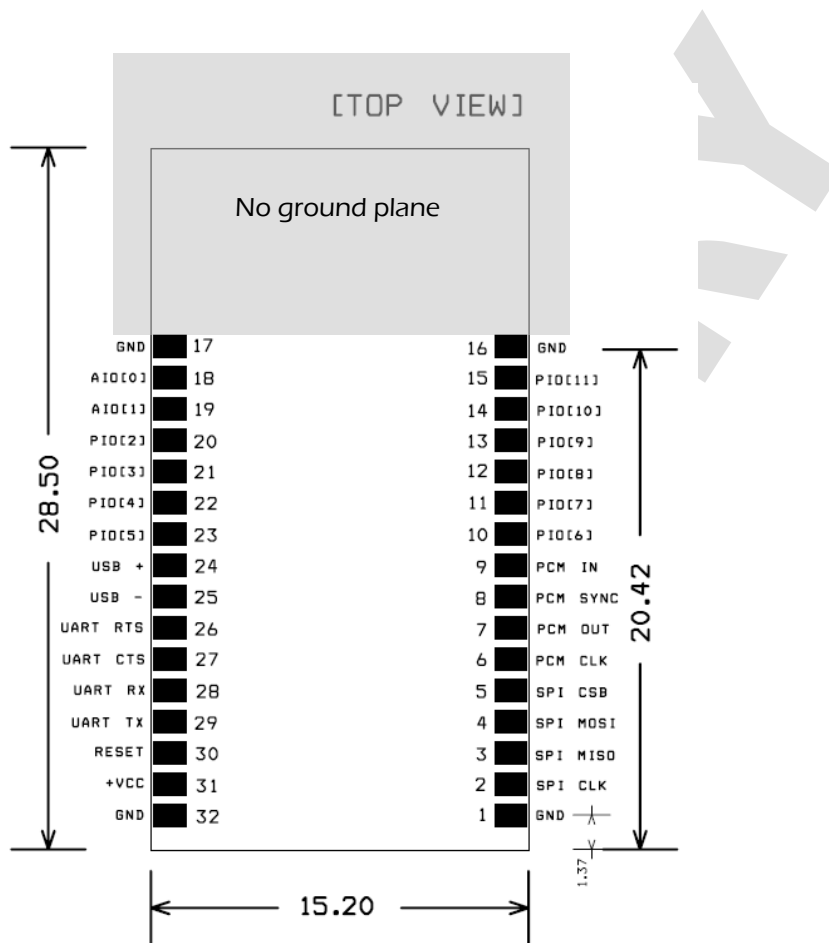 [TOP VIEW]
No ground plane
GND 17 16 GND
AIO[0] 18 15 PIO[11]
AIO[1] 19 14 PIO[10]
PIO[2] 20 13 PIO[9]
PIO[3] 21 12 PIO[8]
PIO[4] 22 11 PIO[7]
PIO[5] 23 10 PIO[6]
USB + 24 9 PCM IN
USB - 25 8 PCM SYNC
UART RTS 26 7 PCM OUT
UART CTS 27 6 PCM CLK
UART RX 28 5 SPI CSB
UART TX 29 4 SPI MOSI
RESET 30 3 SPI MISO
+VCC 31 2 SPI CLK
GND 32 1 GND
28.50
20.42
1.37
15.20